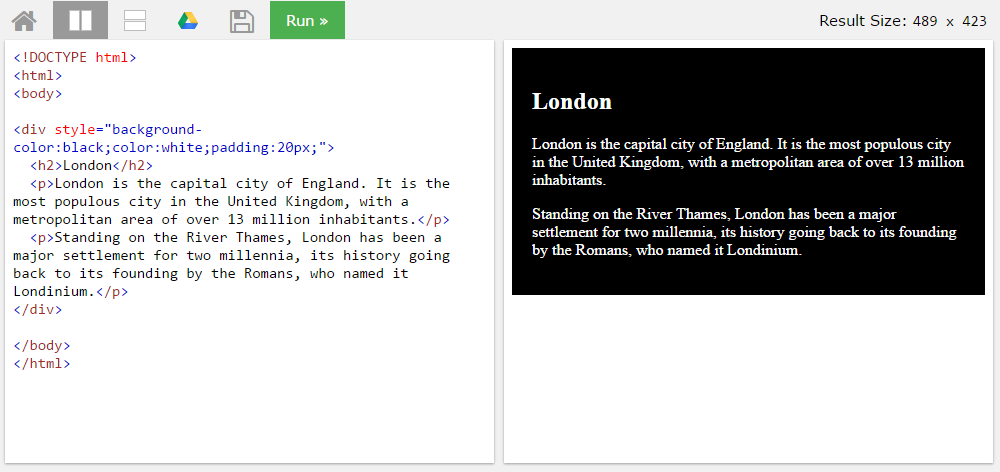 Run »
Result Size: 489 x 423
<!DOCTYPE html>
<html>
<body>
<div style="background-
color:black;color:white;padding:20px;">
<h2>London</h2>
<p>London is the capital city of England. It is the
most populous city in the United Kingdom, with a
metropolitan area of over 13 million inhabitants.</p>
<p>Standing on the River Thames, London has been a
major settlement for two millennia, its history going
back to its founding by the Romans, who named it
Londinium.</p>
</div>
</body>
</html>
London
London is the capital city of England. It is the most populous city
in the United Kingdom, with a metropolitan area of over 13 million
inhabitants.
Standing on the River Thames, London has been a major
settlement for two millennia, its history going back to its founding
by the Romans, who named it Londinium.